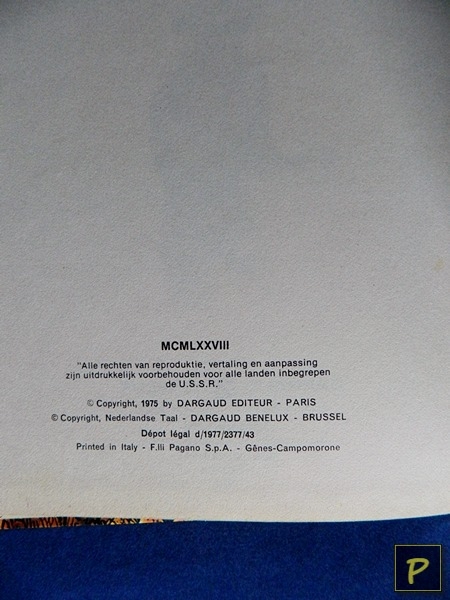 MCMLXXVIII
"Alle rechten van reproduktie, vertaling en aanpassing
zijn uitdrukkelijk voorbehouden voor alle landen inbegrepen
de U.S.S.R."
© Copyright, 1975 by DARGAUD EDITEUR - PARIS
© Copyright, Nederlandse Taal - DARGAUD BENELUX - BRUSSEL
Dépot légal d/1977/2377/43
Printed in Italy - F.lli Pagano S.p.A. - Gênes-Campomorone
P